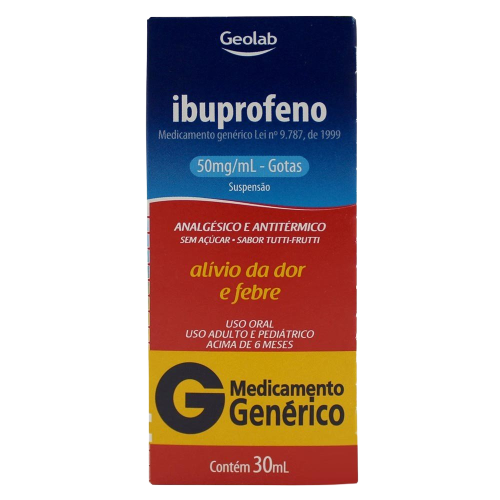 Geolab
ibuprofeno
Medicamento genérico Lei nº 9.787, de 1999
50mg/mL - Gotas
Suspensão
ANALGÉSICO E ANTITÉRMICO
SEM AÇÚCAR • SABOR TUTTI-FRUTTI
alívio da dor
e febre
USO ORAL
USO ADULTO E PEDIÁTRICO
ACIMA DE 6 MESES
G Medicamento
Genérico
Contém 30mL